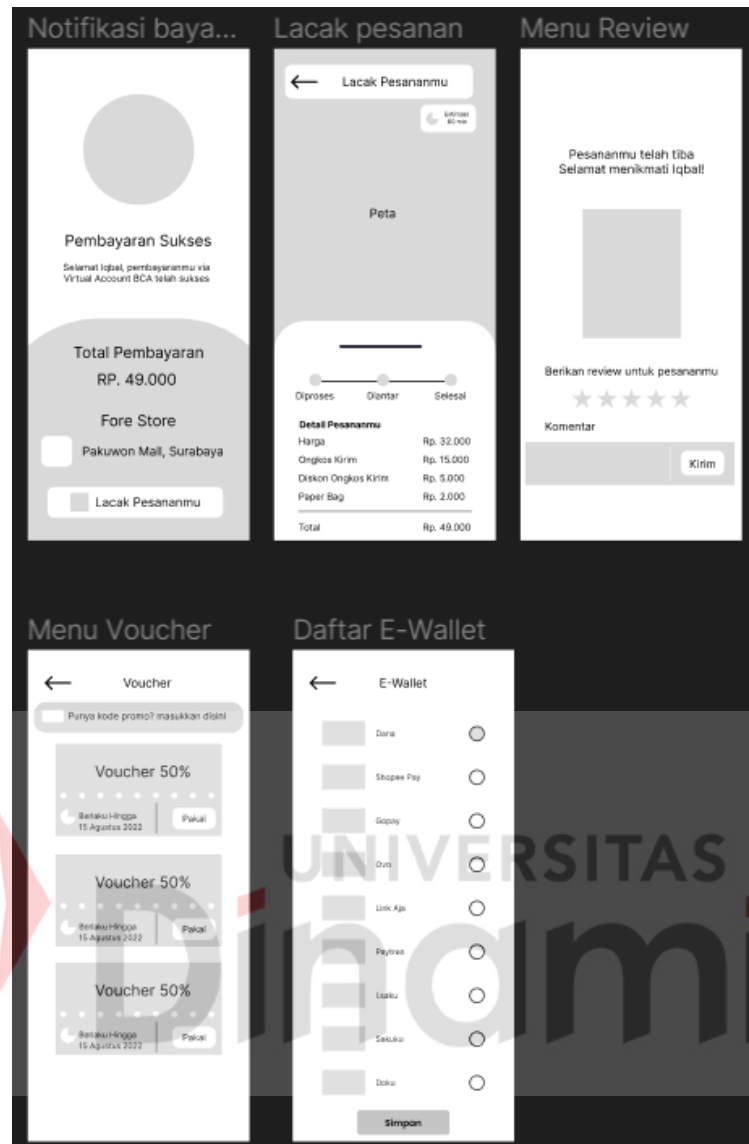 Notifikasi baya...
Pembayaran Sukses
Selamat Iqbal, pembayaranmu via
Virtual Account BCA telah sukses
Total Pembayaran
RP. 49.000
Fore Store
Pakuwon Mall, Surabaya
Lacak Pesananmu
Lacak pesanan
Lacak Pesananmu
Estimasi
60 min
Peta
Diproses Diantar Selesai
Detail Pesananmu
Harga Rp. 32.000
Ongkos Kirim Rp. 15.000
Diskon Ongkos Kirim Rp. 5.000
Paper Bag Rp. 2.000
Total Rp. 49.000
Menu Review
Pesananmu telah tiba
Selamat menikmati Iqbal!
Berikan review untuk pesananmu
Komentar
Kirim
Menu Voucher
Voucher
Punya kode promo? masukkan disini
Voucher 50%
Berlaku Hingga
15 Agustus 2022
Pakai
Voucher 50%
Berlaku Hingga
15 Agustus 2022
Pakai
Voucher 50%
Berlaku Hingga
15 Agustus 2022
Pakai
Daftar E-Wallet
E-Wallet
Dana
Shopee Pay
Gopay
Ovo
Link Aja
Paytren
Isaku
Sakuku
Doku
Simpan
UNIVERSITAS
Dinami